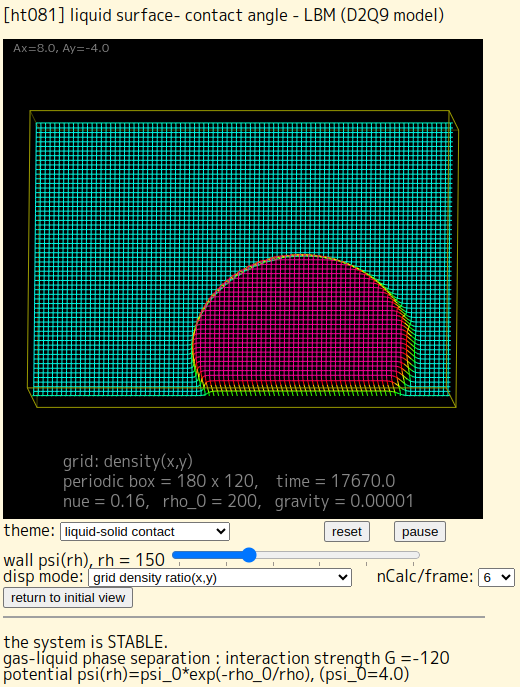 [ht081] liquid surface- contact angle - LBM (D2Q9 model)
Ax=8.0, Ay=-4.0
grid: density(x,y)
periodic box = 180 x 120, time = 17670.0
nue = 0.16, rho_0 = 200, gravity = 0.00001
theme: liquid-solid contact reset pause
wall psi(rh), rh = 150
disp mode: grid density ratio(x,y) nCalc/frame: 6
return to initial view
the system is STABLE.
gas-liquid phase separation : interaction strength G =-120
potential psi(rh)=psi_0*exp(-rho_0/rho), (psi_0=4.0)